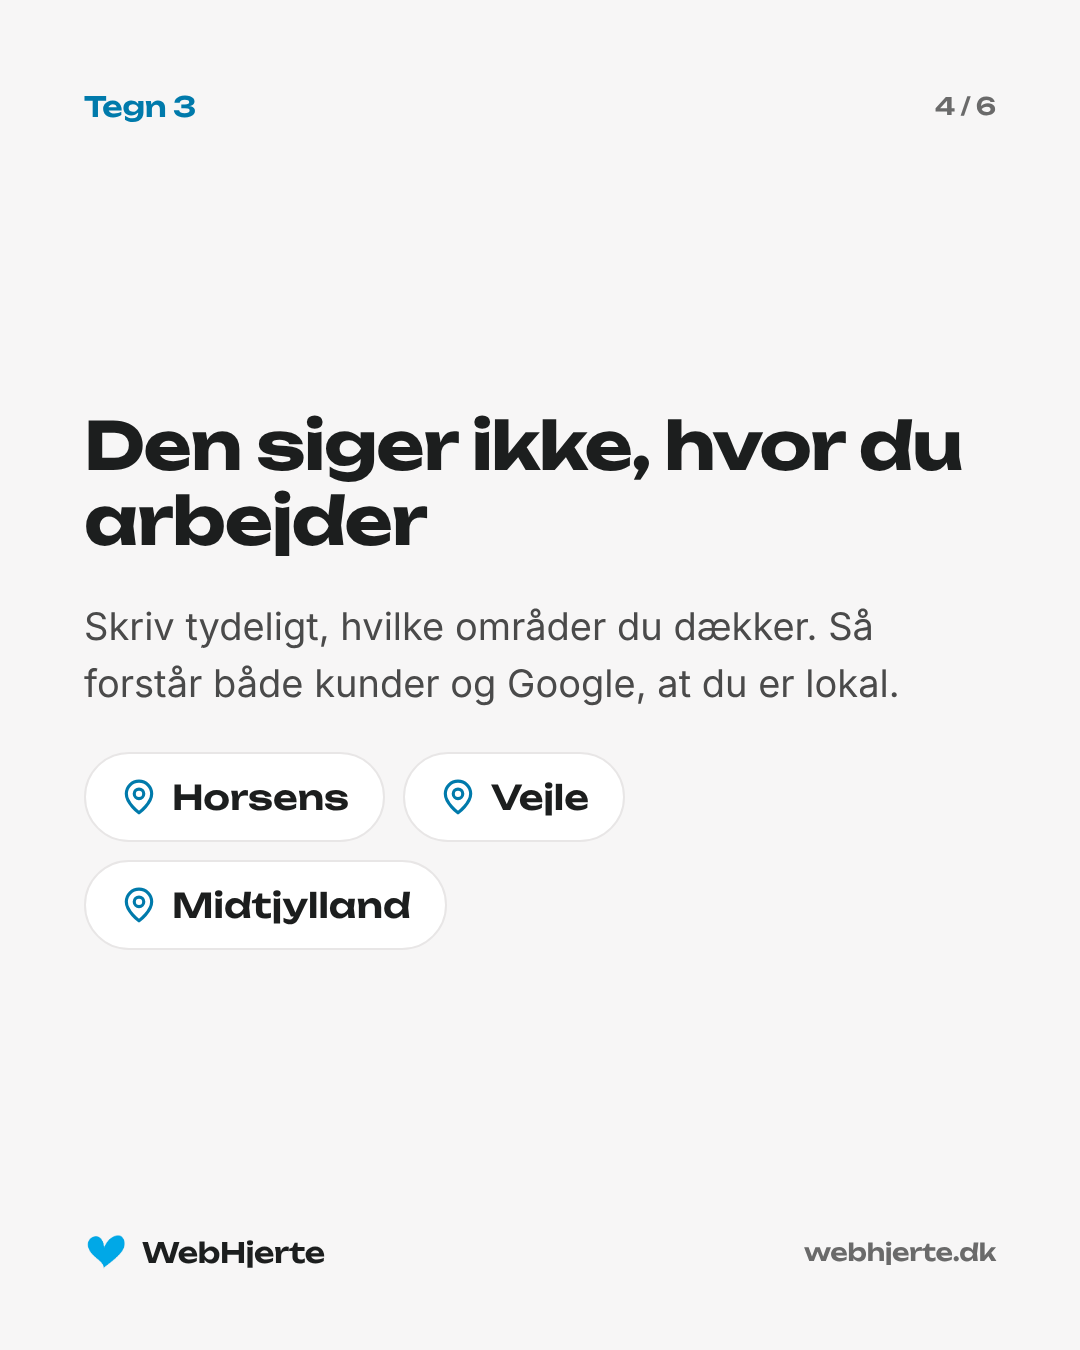 Tegn 3
4 / 6
Den siger ikke, hvor du
arbejder
Skriv tydeligt, hvilke områder du dækker. Så
forstår både kunder og Google, at du er lokal.
Horsens
Vejle
Midtjylland
WebHjerte
webhjerte.dk